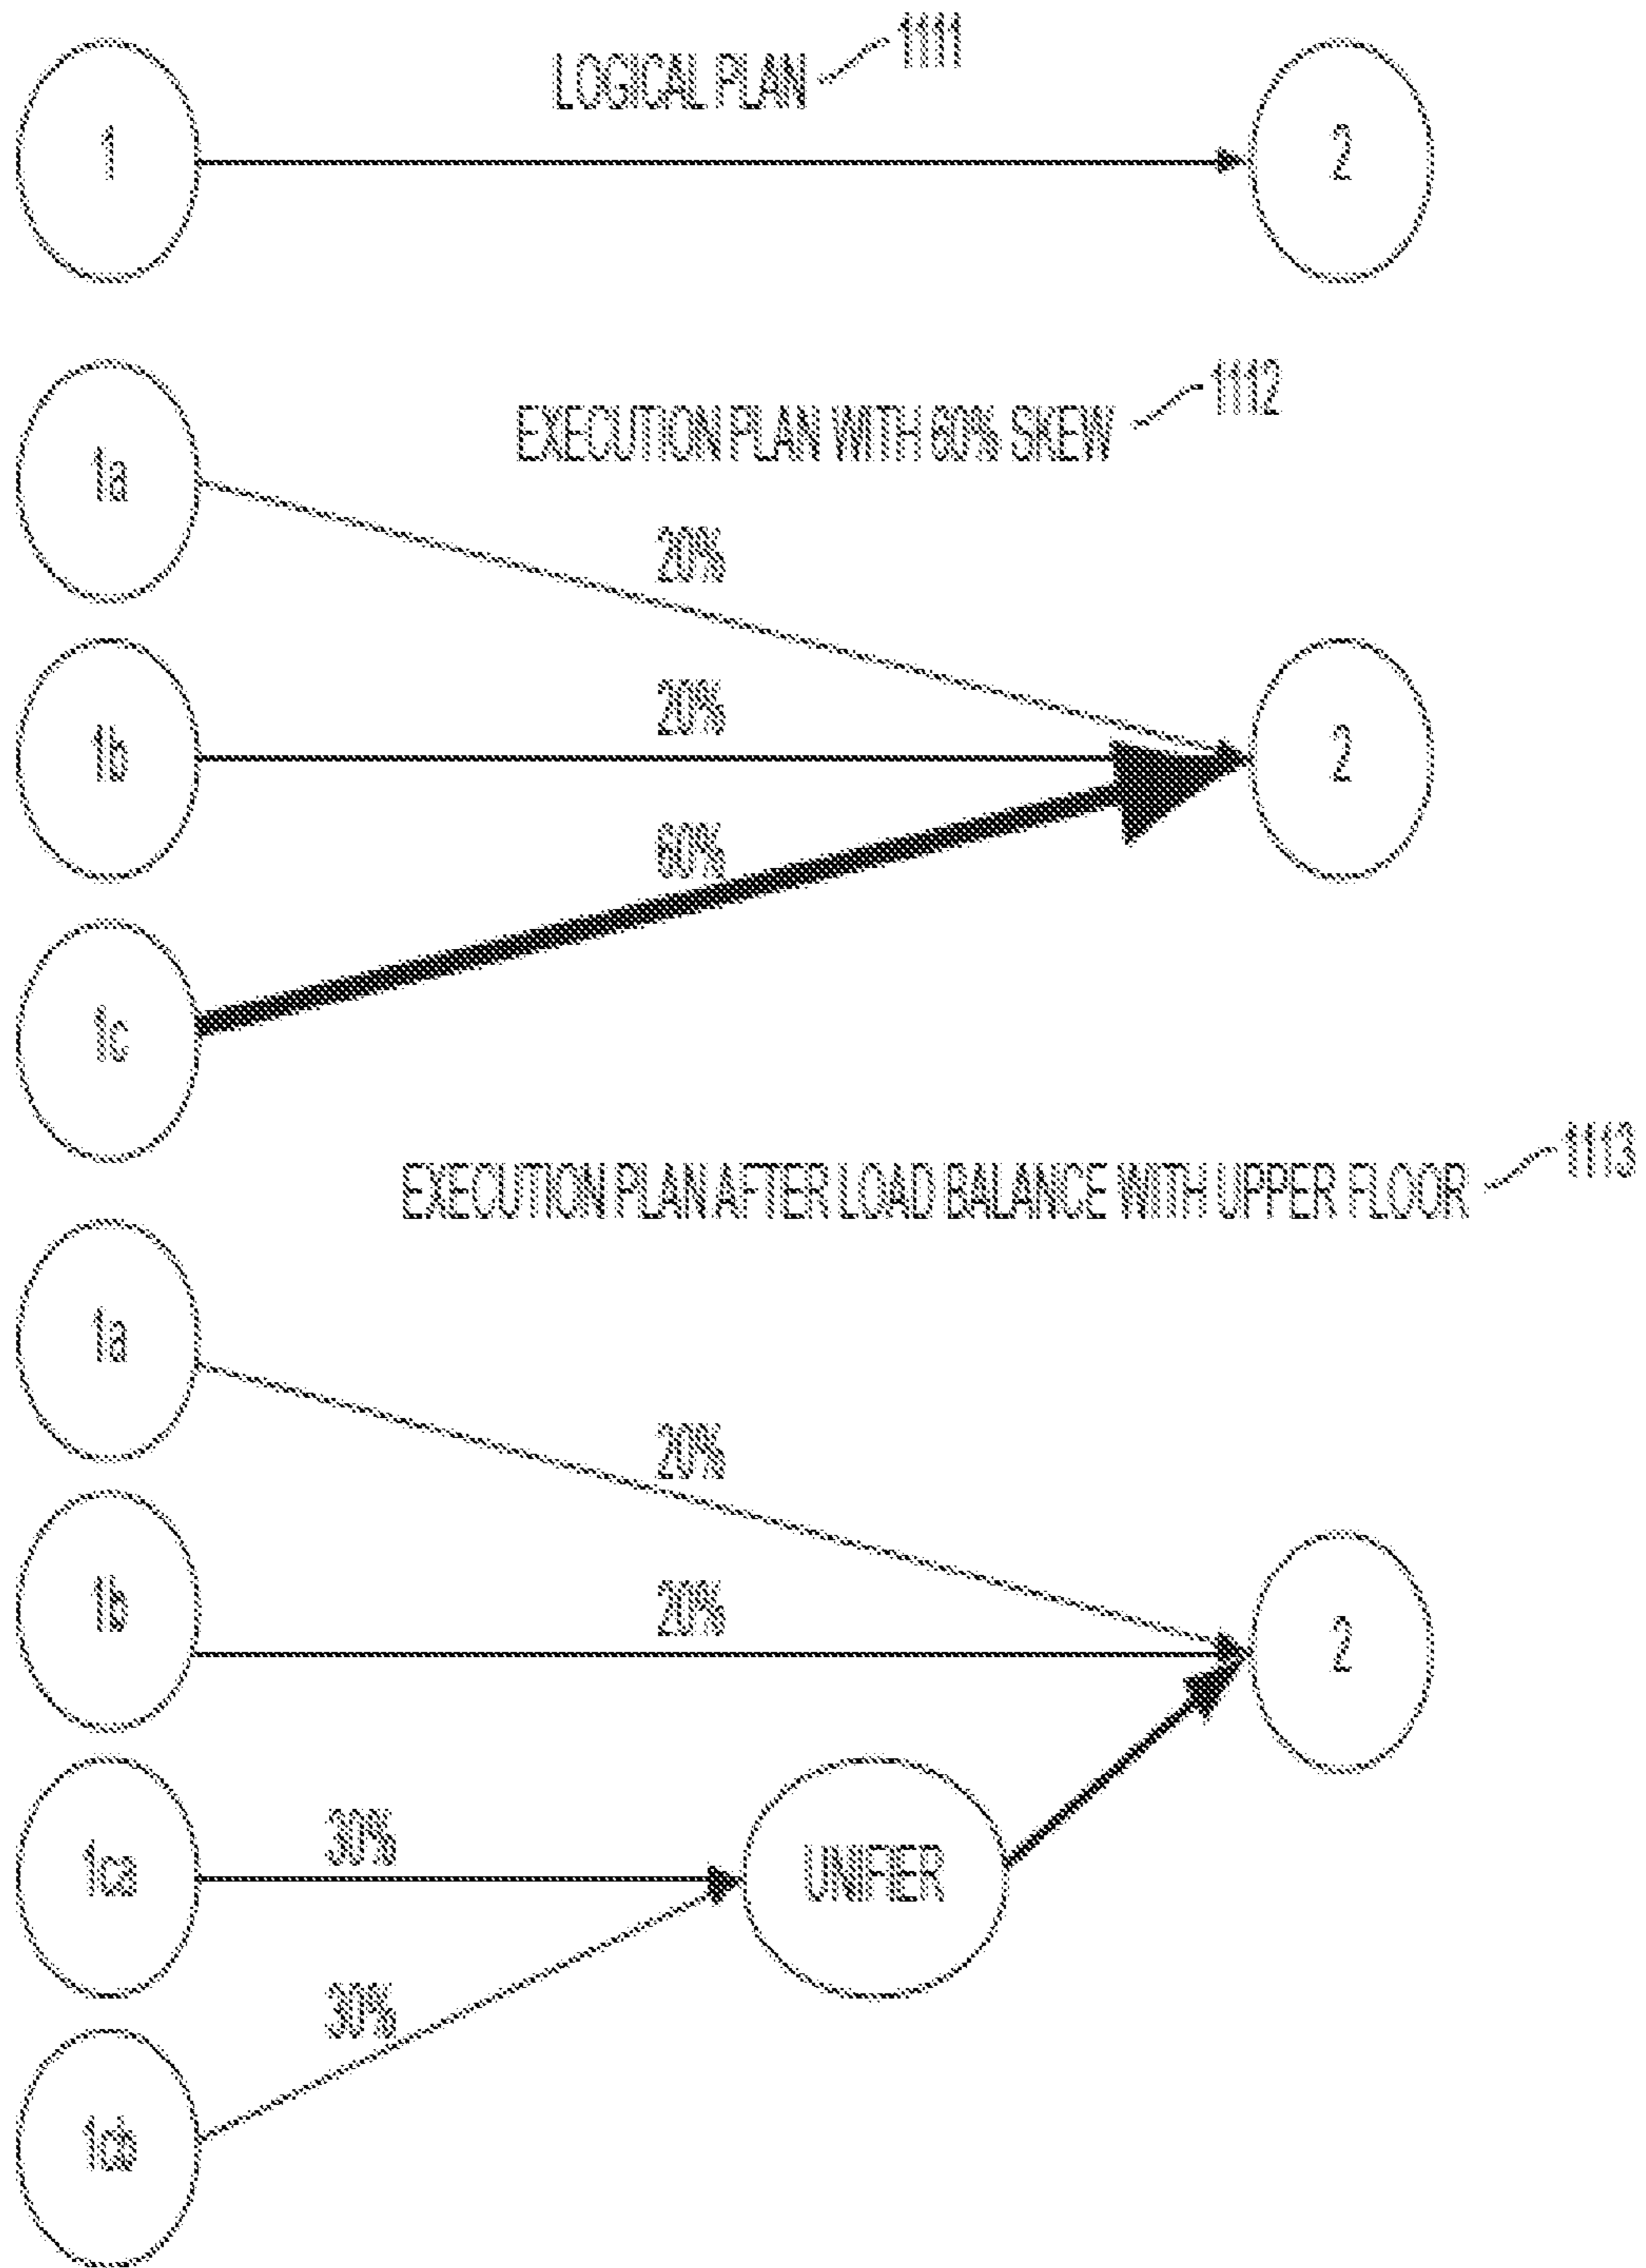 LOGICAL PLAN 1111
1 2
EXECUTION PLAN WITH 60% SKEW 1112
1a
20%
1b 20% 2
60%
1c
EXECUTION PLAN AFTER LOAD BALANCE WITH UPPER FLOOR 1113
1a
20%
1b 20%
2
30%
1ca UNIFIER
30%
1cb